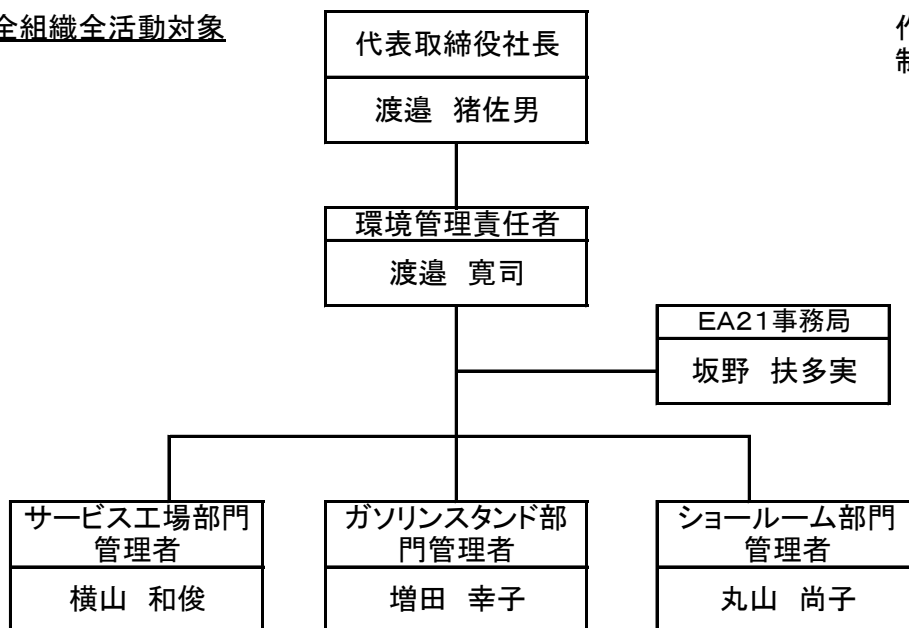 全組織全活動対象
代表取締役社長
渡邉 猪佐男
環境管理責任者
渡邉 寛司
EA21事務局
坂野 扶多実
サービス工場部門
管理者
横山 和俊
ガソリンスタンド部
門管理者
増田 幸子
ショールーム部門
管理者
丸山 尚子